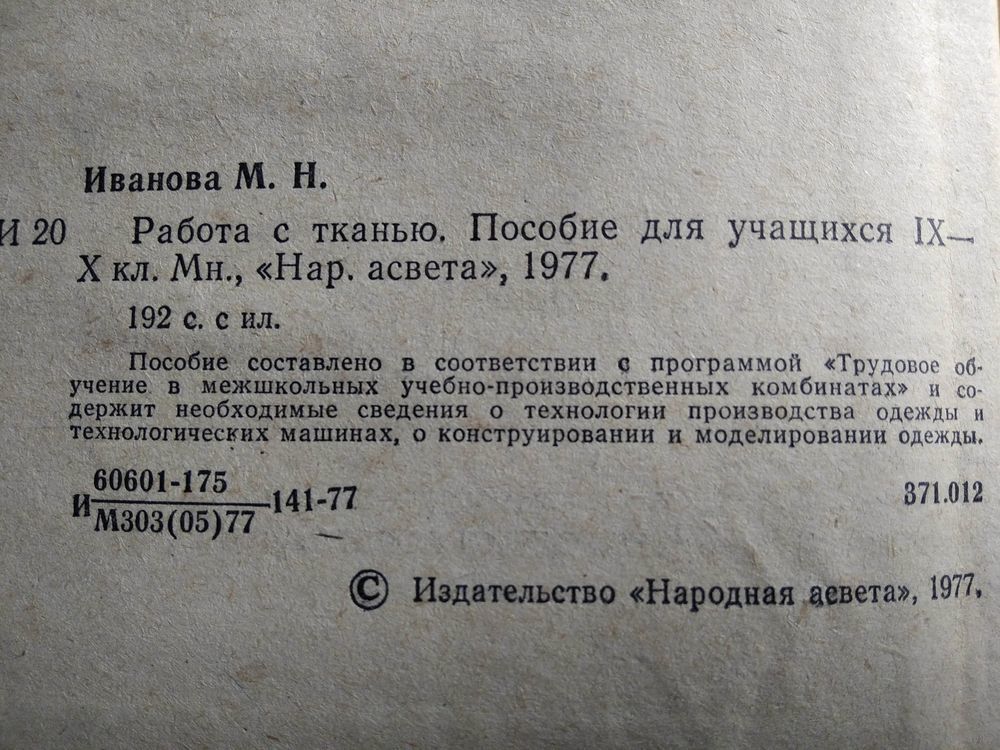 Иванова М. Н.
И 20 Работа с тканью. Пособие для учащихся IX—
X кл. Мн., «Нар. асвета», 1977.
192 с. с ил.
Пособие составлено в соответствии с программой «Трудовое об-
учение в межшкольных учебно-производственных комбинатах» и со-
держит необходимые сведения о технологии производства одежды и
технологических машинах, о конструировании и моделировании одежды.
60601-175
И 141-77 371.012
М303(05)77
© Издательство «Народная асвета», 1977.